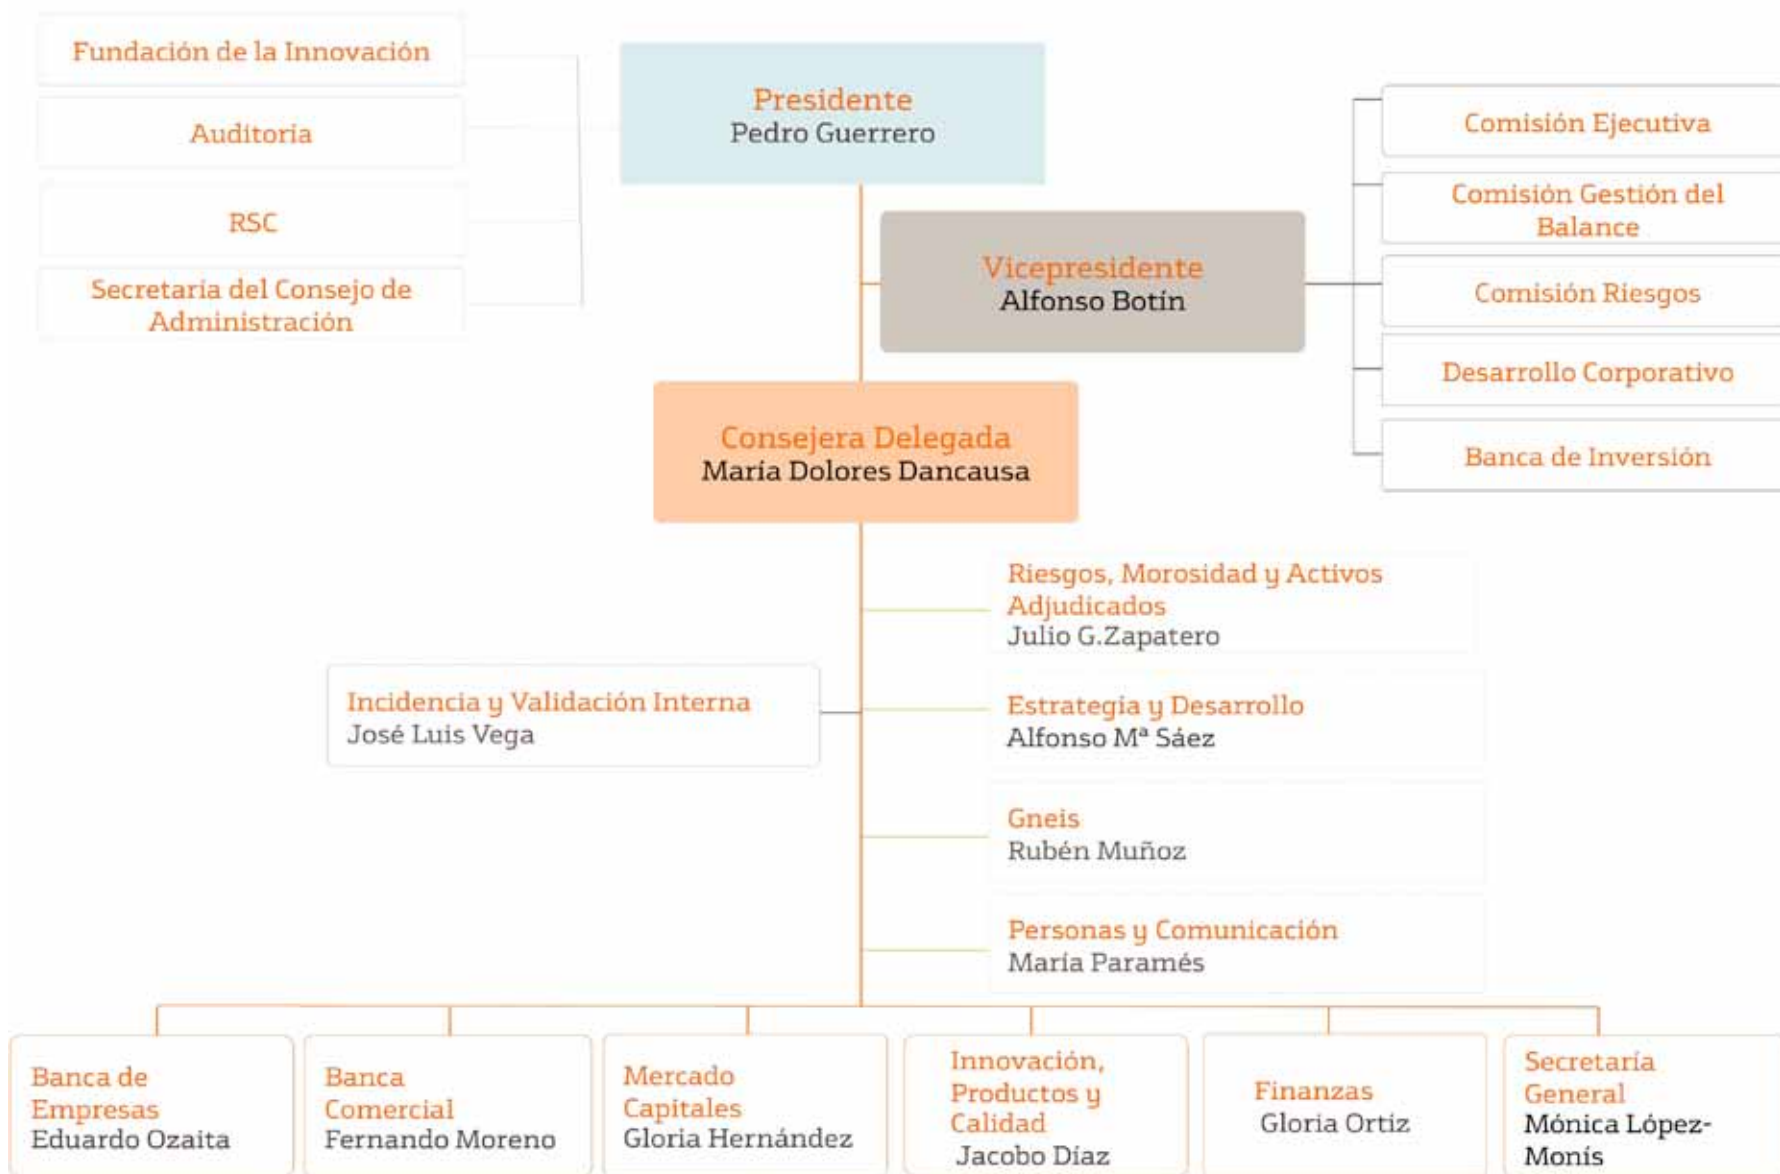 Fundación de la Innovación
Auditoría
RSC
Secretaría del Consejo de
Administración
Presidente
Pedro Guerrero
Vicepresidente
Alfonso Botín
Comisión Ejecutiva
Comisión Gestión del
Balance
Comisión Riesgos
Desarrollo Corporativo
Banca de Inversión
Consejera Delegada
María Dolores Dancausa
Riesgos, Morosidad y Activos
Adjudicados
Julio G.Zapatero
Incidencia y Validación Interna
José Luis Vega
Estrategia y Desarrollo
Alfonso Mª Sáez
Gneis
Rubén Muñoz
Personas y Comunicación
María Paramés
Banca de
Empresas
Eduardo Ozaita
Banca
Comercial
Fernando Moreno
Mercado
Capitales
Gloria Hernández
Innovación,
Productos y
Calidad
Jacobo Díaz
Finanzas
Gloria Ortíz
Secretaría
General
Mónica López-
Monís